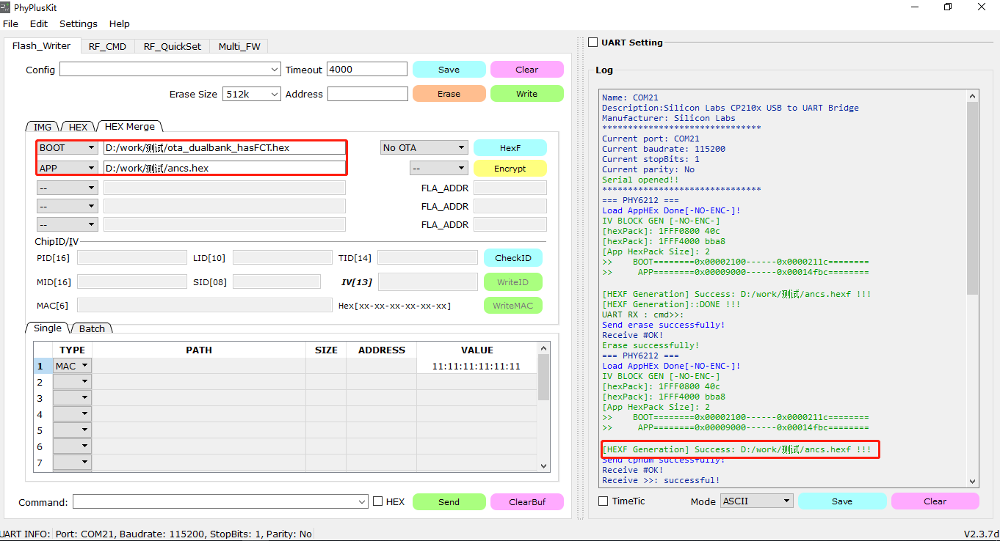 PhyPlusKit
File Edit Settings Help
Flash_Writer RF_CMD RF_QuickSet Multi_FW
Config Timeout 4000 Save Clear
Erase Size 512k Address Erase Write
IMG HEX HEX Merge
BOOT D:/work/测试/ota_dualbank_hasFCT.hex No OTA HexF
APP D:/work/测试/ancs.hex -- Encrypt
-- FLA_ADDR
-- FLA_ADDR
-- FLA_ADDR
ChipID/IV
PID[16] LID[10] TID[14] CheckID
MID[16] SID[08] IV[13] WriteID
MAC[6] Hex[xx-xx-xx-xx-xx-xx] WriteMAC
Single Batch
TYPE PATH SIZE ADDRESS VALUE
1 MAC 11:11:11:11:11:11
2
3
4
5
6
7
Command: HEX Send ClearBuf
UART Setting
Log
Name: COM21
Description:Silicon Labs CP210x USB to UART Bridge
Manufacturer: Silicon Labs
*******************************
Current port: COM21
Current baudrate: 115200
Current stopBits: 1
Current parity: No
Serial opened!!
*******************************
=== PHY6212 ===
Load AppHEx Done[-NO-ENC-]!
IV BLOCK GEN [-NO-ENC-]
[hexPack]: 1FFF0800 40c
[hexPack]: 1FFF4000 bba8
[App HexPack Size]: 2
>> BOOT========0x00002100------0x0000211c========
>> APP========0x00009000------0x00014fbc========
[HEXF Generation] Success: D:/work/测试/ancs.hexf !!!
[HEXF Generation]::DONE !!!
UART RX : cmd>>:
Send erase successfully!
Receive #OK!
Erase successfully!
=== PHY6212 ===
Load AppHEx Done[-NO-ENC-]!
IV BLOCK GEN [-NO-ENC-]
[hexPack]: 1FFF0800 40c
[hexPack]: 1FFF4000 bba8
[App HexPack Size]: 2
>> BOOT========0x00002100------0x0000211c========
>> APP========0x00009000------0x00014fbc========
[HEXF Generation] Success: D:/work/测试/ancs.hexf !!!
Send cpnum successfully!
Receive #OK!
Receive >>: successful!
TimeTic Mode ASCII Save Clear
UART INFO: Port: COM21, Baudrate: 115200, StopBits: 1, Parity: No V2.3.7d